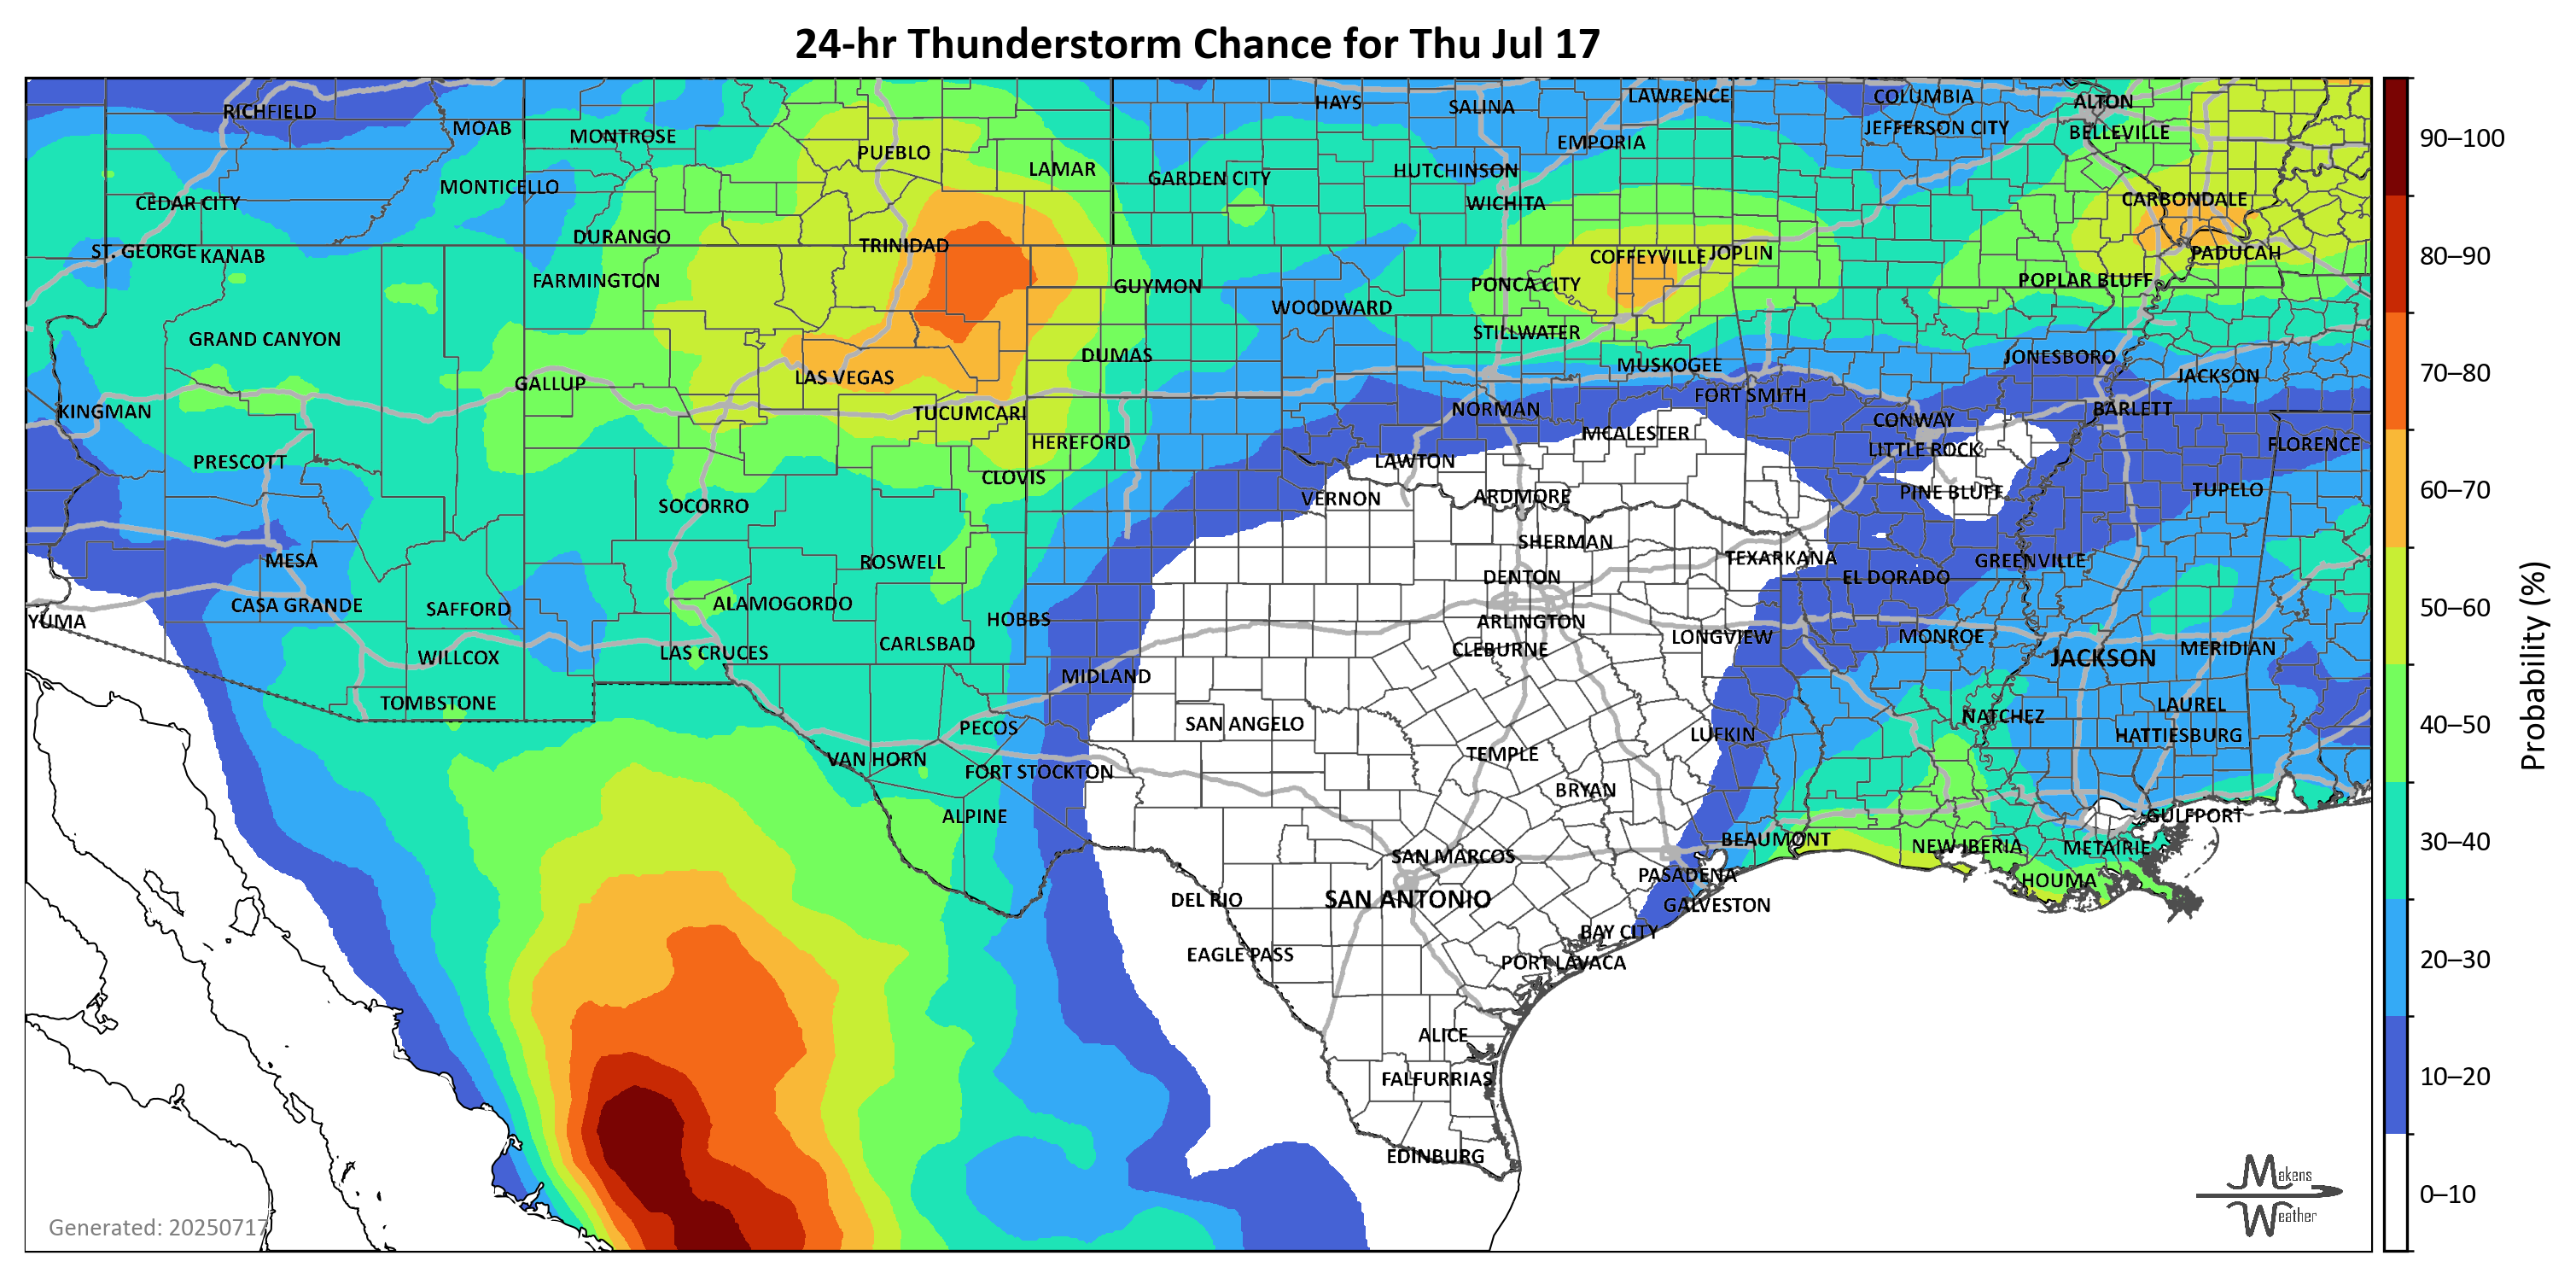 24-hr Thunderstorm Chance for Thu Jul 17
RICHFIELD
MOAB
MONTROSE
PUEBLO
LAMAR
HAYS
SALINA
LAWRENCE
COLUMBIA
ALTON
JEFFERSON CITY
BELLEVILLE
EMPORIA
HUTCHINSON
GARDEN CITY
MONTICELLO
CEDAR CITY
WICHITA
CARBONDALE
ST. GEORGE
KANAB
DURANGO
TRINIDAD
COFFEYVILLE
JOPLIN
PADUCAH
FARMINGTON
GUYMON
PONCA CITY
POPLAR BLUFF
WOODWARD
STILLWATER
GRAND CANYON
DUMAS
MUSKOGEE
JONESBORO
JACKSON
GALLUP
LAS VEGAS
FORT SMITH
KINGMAN
TUCUMCARI
NORMAN
BARLETT
CONWAY
MCALESTER
HEREFORD
LITTLE ROCK
FLORENCE
PRESCOTT
LAWTON
CLOVIS
VERNON
ARDMORE
PINE BLUFF
TUPELO
SOCORRO
SHERMAN
MESA
ROSWELL
TEXARKANA
GREENVILLE
DENTON
EL DORADO
CASA GRANDE
SAFFORD
ALAMOGORDO
HOBBS
YUMA
ARLINGTON
LONGVIEW
MONROE
CARLSBAD
CLEBURNE
MERIDIAN
WILLCOX
LAS CRUCES
JACKSON
MIDLAND
TOMBSTONE
LAUREL
PECOS
SAN ANGELO
NATCHEZ
LUFKIN
HATTIESBURG
VAN HORN
TEMPLE
FORT STOCKTON
BRYAN
ALPINE
GULFPORT
BEAUMONT
NEW IBERIA
METAIRIE
SAN MARCOS
PASADENA
HOUMA
DEL RIO
SAN ANTONIO
GALVESTON
BAY CITY
EAGLE PASS
PORT LAVACA
ALICE
FALFURRIAS
EDINBURG
Generated: 20250717
Makens
Weather
90–100
80–90
70–80
60–70
50–60
40–50
30–40
20–30
10–20
0–10
Probability (%)